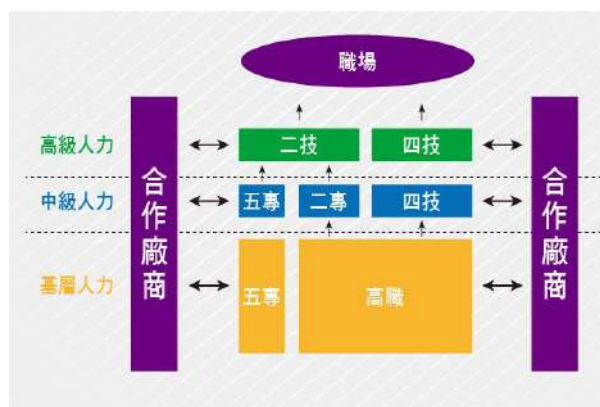 職場
高級人力
二技
四技
中級人力
五專
二專
四技
基層人力
五專
高職
合作廠商
合作廠商